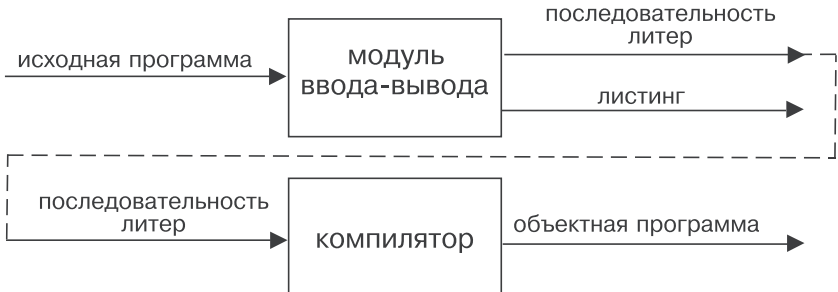 последовательность
литер
исходная программа
модуль
ввода-вывода
листинг
последовательность
литер
компилятор
объектная программа